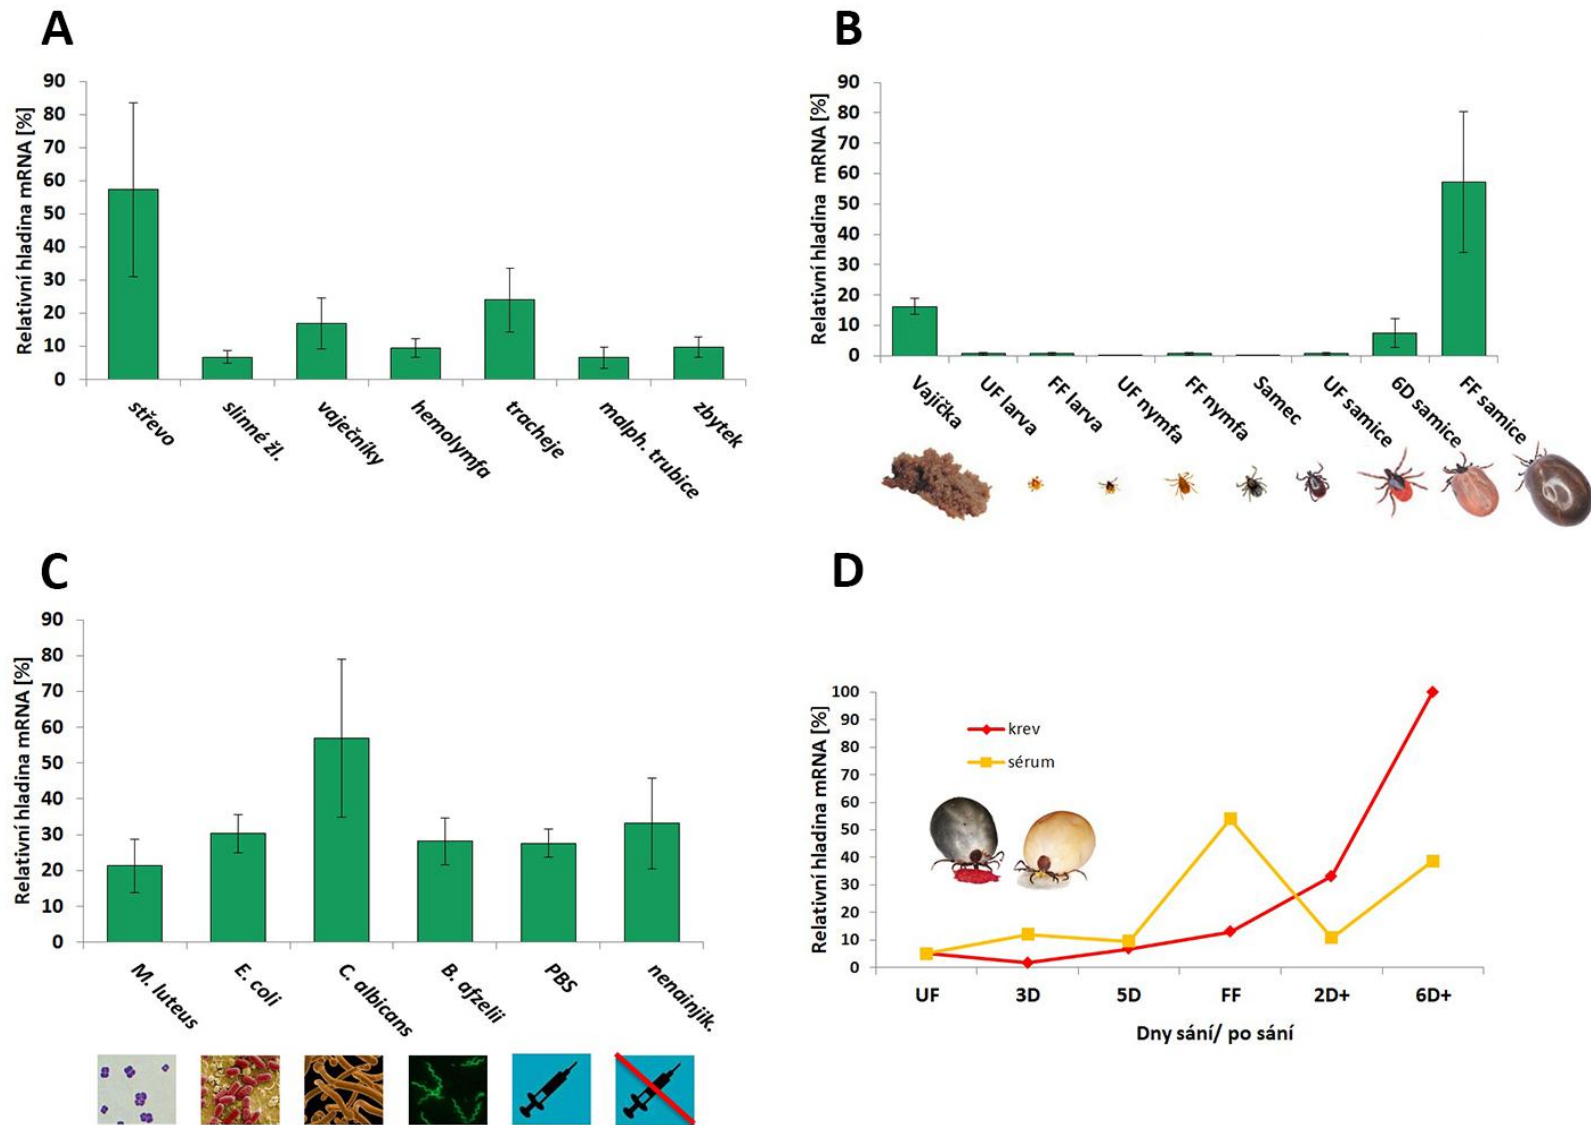 A
Relativní hladina mRNA [%]
90
80
70
60
50
40
30
20
10
0
střevo
slinné žl.
vaječníky
hemolymfa
tracheje
malph. trubice
zbytek
B
Relativní hladina mRNA [%]
90
80
70
60
50
40
30
20
10
0
Vajíčka
UF larva
FF larva
UF nymfa
FF nymfa
Samec
UF samice
6D samice
FF samice
C
Relativní hladina mRNA [%]
90
80
70
60
50
40
30
20
10
0
M. luteus
E. coli
C. albicans
B. afzelii
PBS
nenainjik.
D
Relativní hladina mRNA [%]
100
90
80
70
60
50
40
30
20
10
0
krev
sérum
UF
3D
5D
FF
2D+
6D+
Dny sání/ po sání